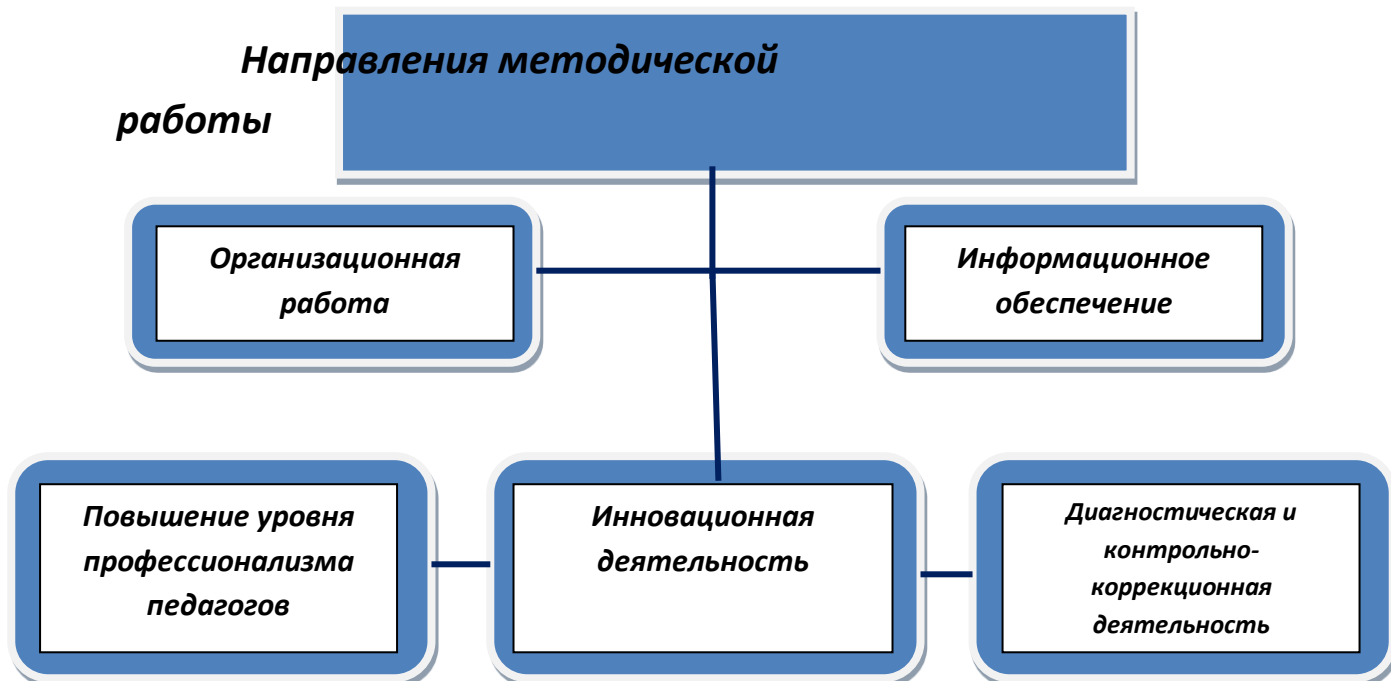 Направления методической
работы
Организационная
работа
Информационное
обеспечение
Повышение уровня
профессионализма
педагогов
Инновационная
деятельность
Диагностическая и
контрольно-
коррекционная
деятельность